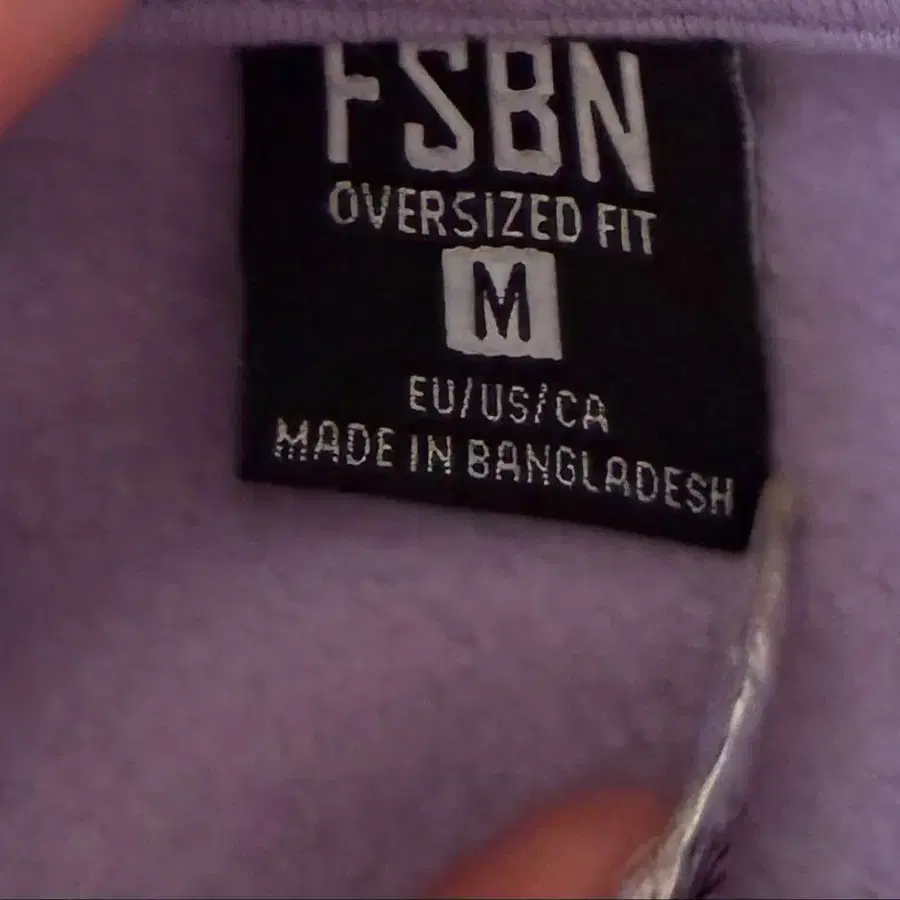 FSBN
OVERSIZED FIT
M
EU/US/CA
MADE IN BANGLADESH